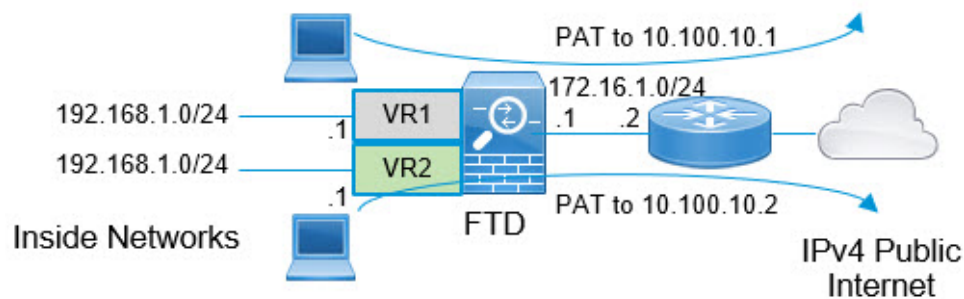 PAT to 10.100.10.1
172.16.1.0/24
192.168.1.0/24
VR1
.1
.1
.2
192.168.1.0/24
VR2
.1
PAT to 10.100.10.2
FTD
Inside Networks
IPv4 Public
Internet